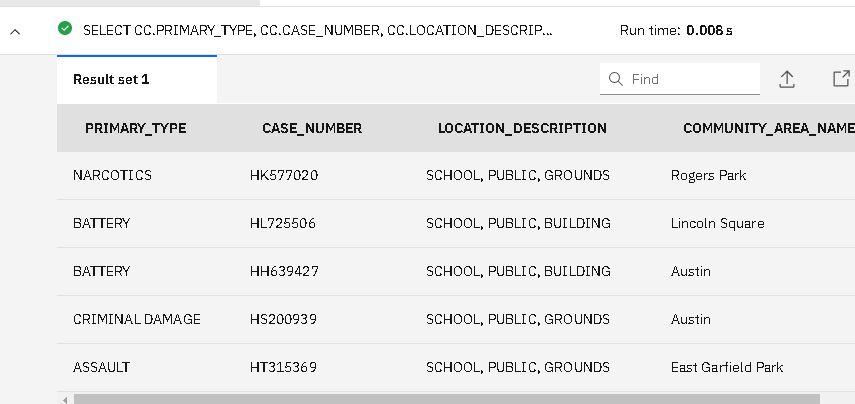 SELECT CC.PRIMARY_TYPE, CC.CASE_NUMBER, CC.LOCATION_DESCRIP... Run time: 0.008 s
Result set 1 Find
PRIMARY_TYPE CASE_NUMBER LOCATION_DESCRIPTION COMMUNITY_AREA_NAME
NARCOTICS HK577020 SCHOOL, PUBLIC, GROUNDS Rogers Park
BATTERY HL725506 SCHOOL, PUBLIC, BUILDING Lincoln Square
BATTERY HH639427 SCHOOL, PUBLIC, BUILDING Austin
CRIMINAL DAMAGE HS200939 SCHOOL, PUBLIC, GROUNDS Austin
ASSAULT HT315369 SCHOOL, PUBLIC, GROUNDS East Garfield Park